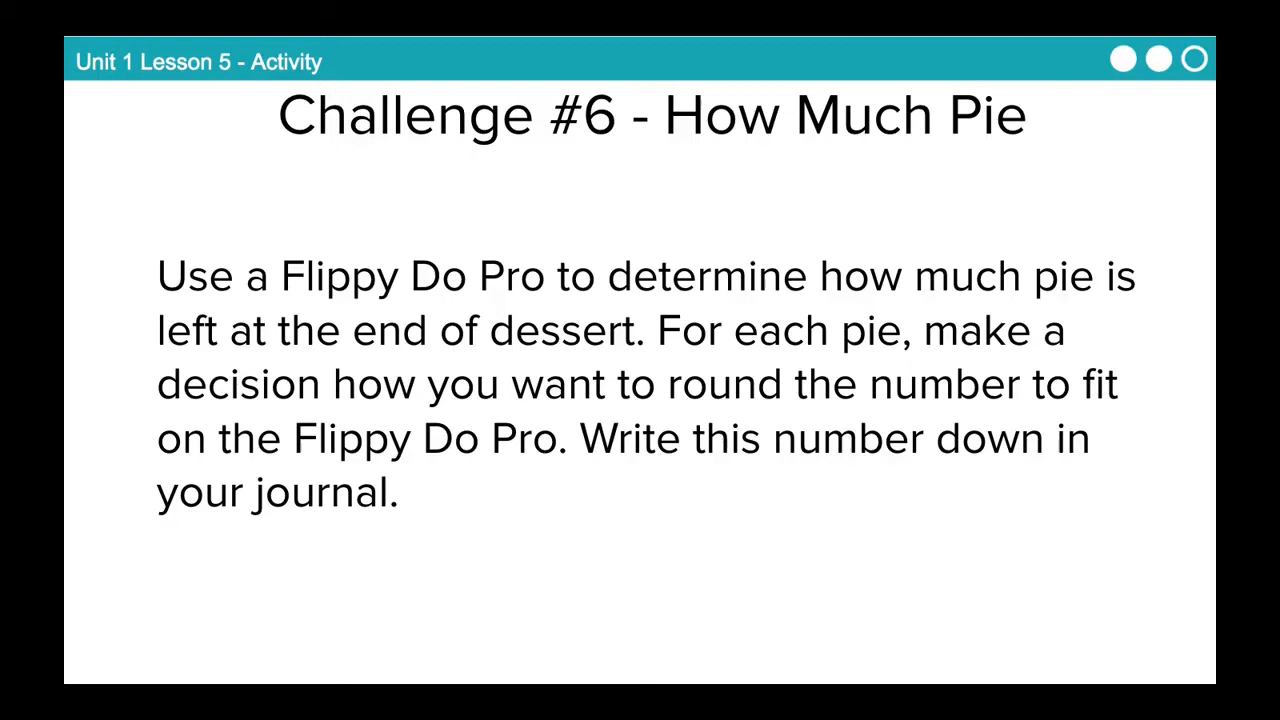 Unit 1 Lesson 5 - Activity
Challenge #6 - How Much Pie
Use a Flippy Do Pro to determine how much pie is
left at the end of dessert. For each pie, make a
decision how you want to round the number to fit
on the Flippy Do Pro. Write this number down in
your journal.